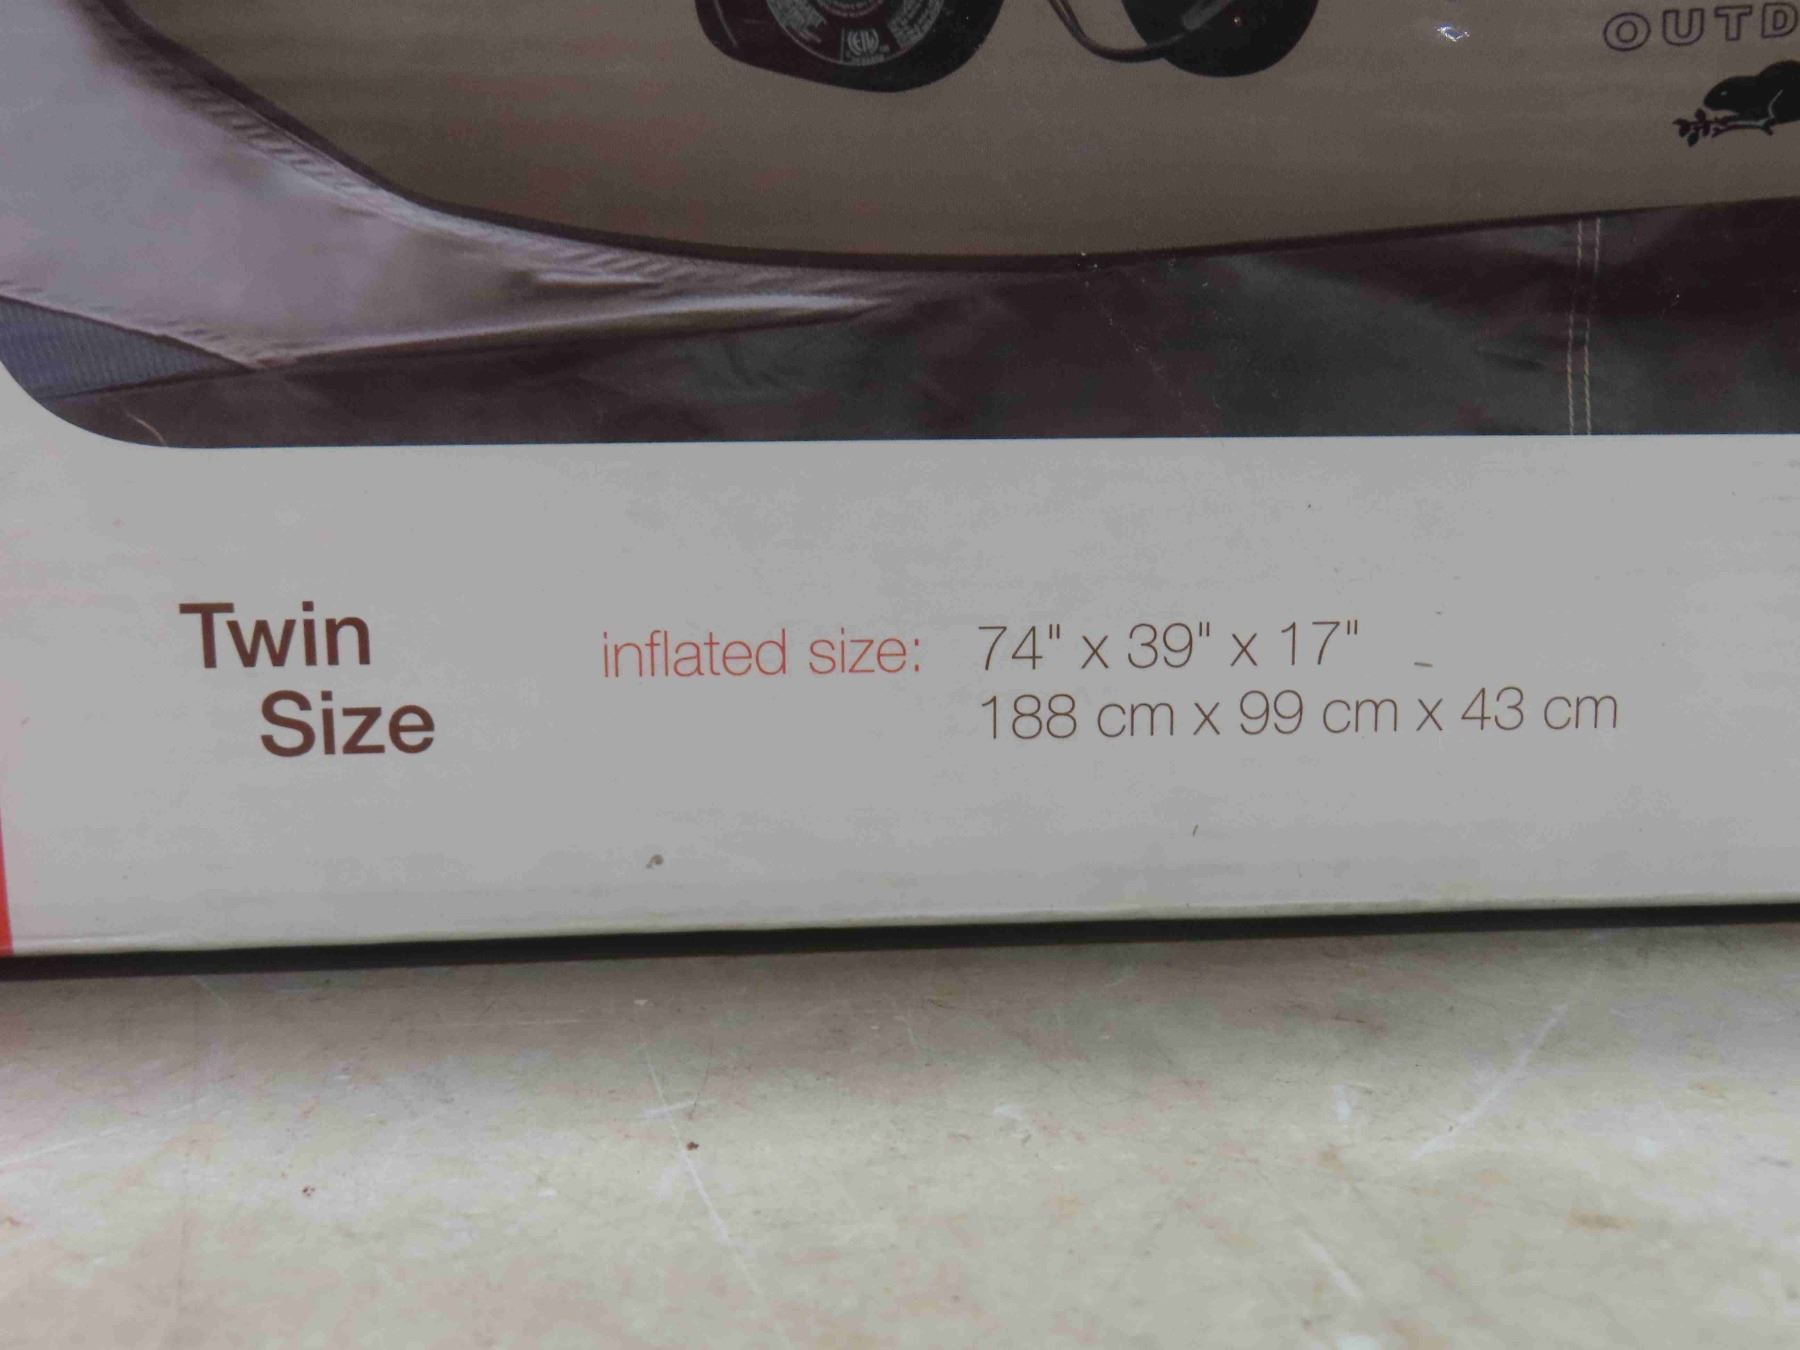 OUTD
Twin
Size
inflated size: 74" x 39" x 17"
188 cm x 99 cm x 43 cm